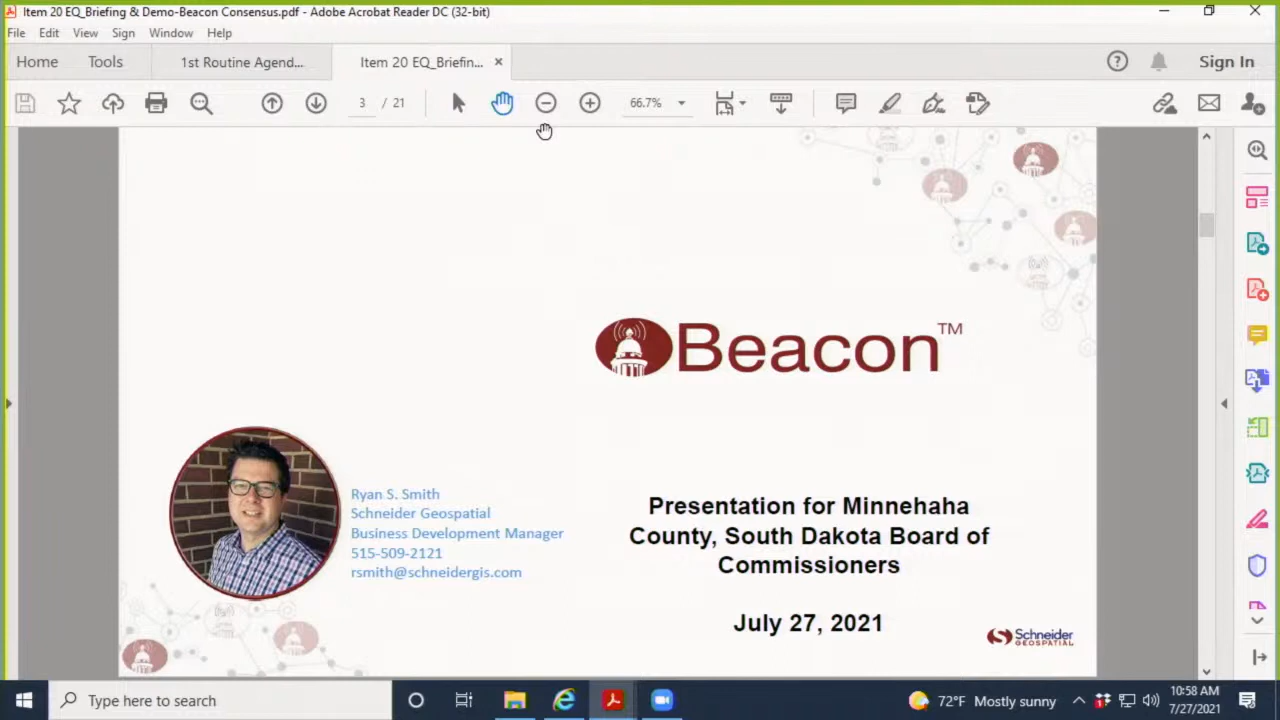 Item 20 EQ_Briefing & Demo-Beacon Consensus.pdf - Adobe Acrobat Reader DC (32-bit)
File Edit View Sign Window Help
Home Tools 1st Routine Agend... Item 20 EQ_Briefin... × Sign In
3 / 21 66.7%
Beacon™
Ryan S. Smith
Schneider Geospatial
Business Development Manager
515-509-2121
rsmith@schneidergis.com
Presentation for Minnehaha
County, South Dakota Board of
Commissioners
July 27, 2021
Schneider
GEOSPATIAL
Type here to search
72°F Mostly sunny
10:58 AM
7/27/2021